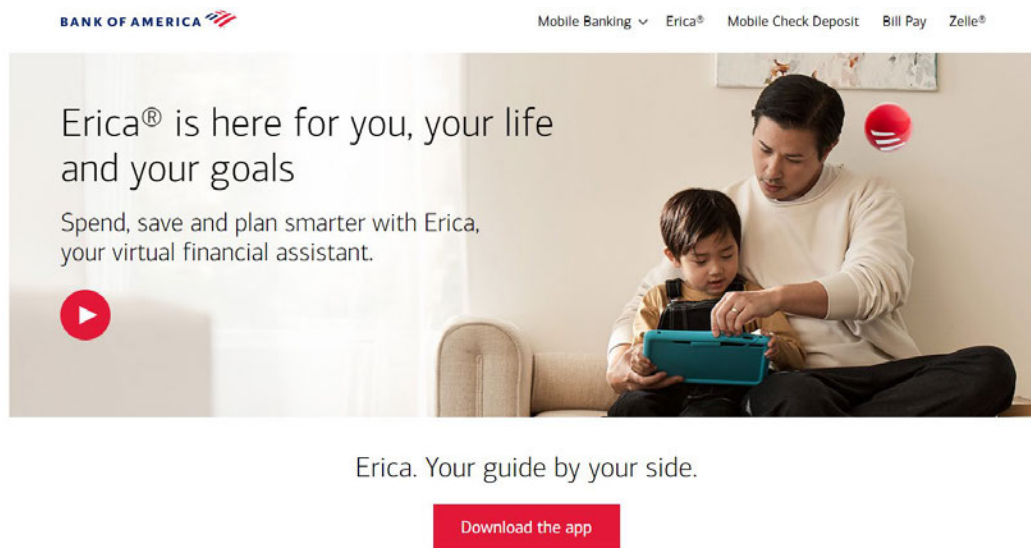 BANK OF AMERICA
Mobile Banking Erica® Mobile Check Deposit Bill Pay Zelle®
Erica® is here for you, your life
and your goals
Spend, save and plan smarter with Erica,
your virtual financial assistant.
Erica. Your guide by your side.
Download the app